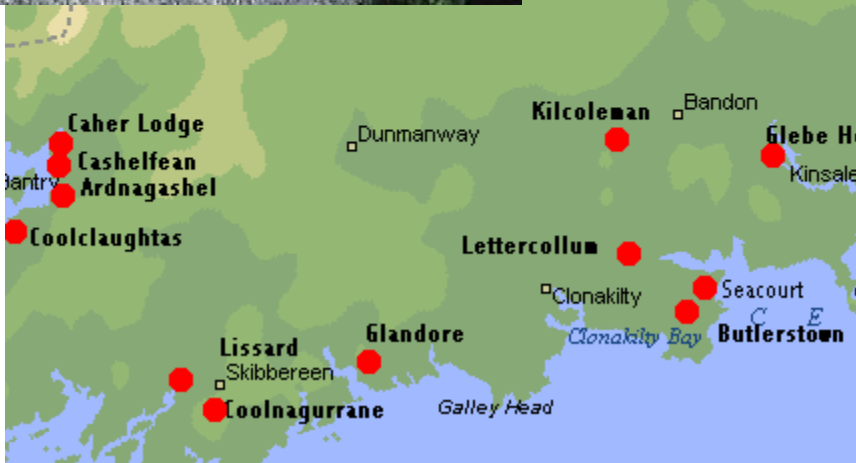 Bandon
Kilcoleman
Caher Lodge
Dunmanway
Glebe
Cashelfean
Kinsale
Bantry
Ardnagashel
Coolclaughtas
Lettercollum
Seacourt
Clonakilty
C E
Glandore
Clonakilty Bay
Butlerstown
Lissard
Skibbereen
Coolnagurrane
Galley Head